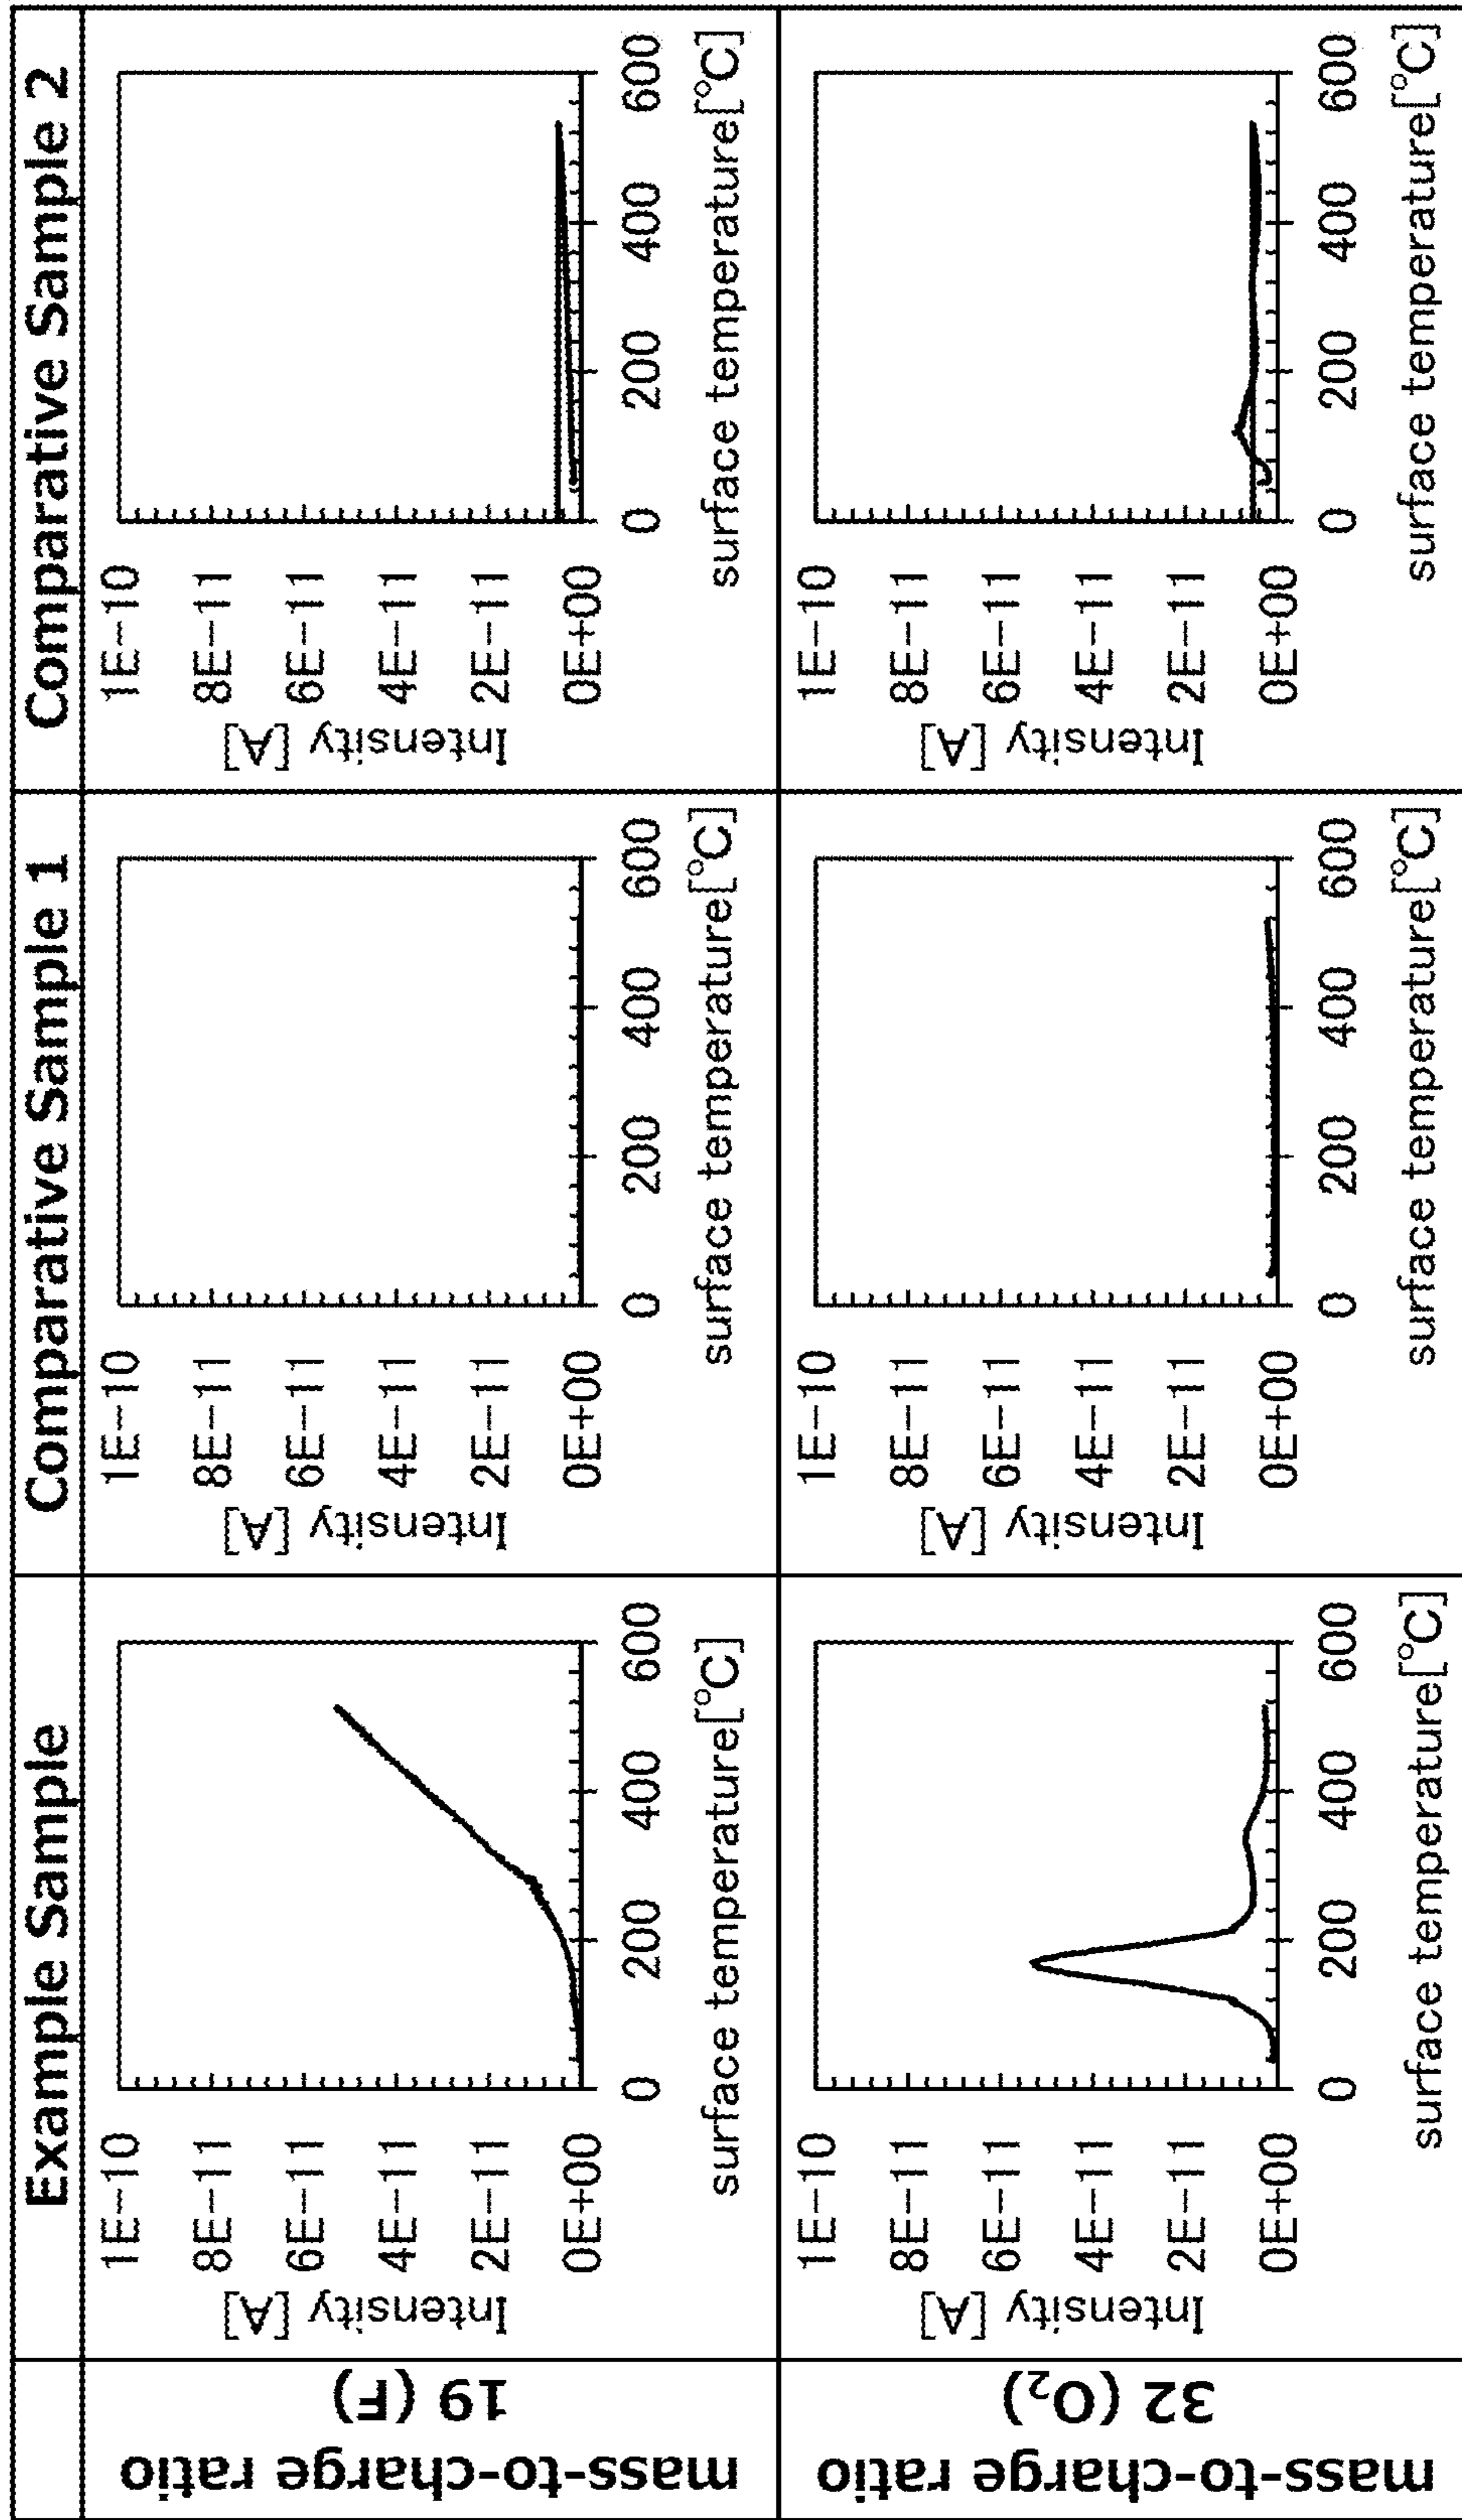 Example Sample
Comparative Sample 1
Comparative Sample 2
mass-to-charge ratio
19 (F)
Intensity [A]
1E-10
8E-11
6E-11
4E-11
2E-11
0E+00
0 200 400 600
surface temperature[°C]
Intensity [A]
1E-10
8E-11
6E-11
4E-11
2E-11
0E+00
0 200 400 600
surface temperature[°C]
Intensity [A]
1E-10
8E-11
6E-11
4E-11
2E-11
0E+00
0 200 400 600
surface temperature[°C]
mass-to-charge ratio
32 (O₂)
Intensity [A]
1E-10
8E-11
6E-11
4E-11
2E-11
0E+00
0 200 400 600
surface temperature[°C]
Intensity [A]
1E-10
8E-11
6E-11
4E-11
2E-11
0E+00
0 200 400 600
surface temperature[°C]
Intensity [A]
1E-10
8E-11
6E-11
4E-11
2E-11
0E+00
0 200 400 600
surface temperature[°C]